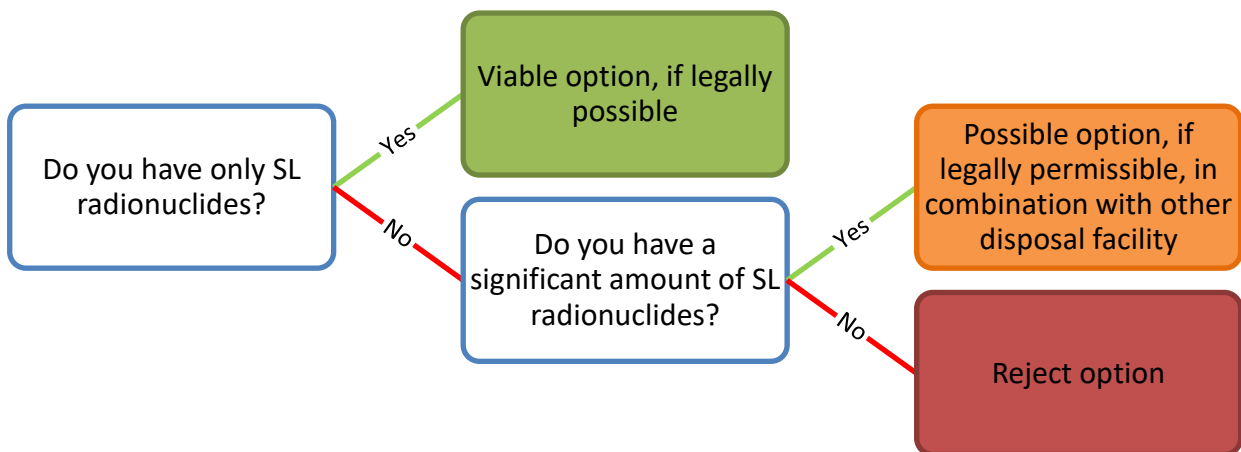 Do you have only SL
radionuclides?
Yes
No
Viable option, if legally
possible
Do you have a
significant amount of SL
radionuclides?
Yes
No
Possible option, if
legally permissible, in
combination with other
disposal facility
Reject option